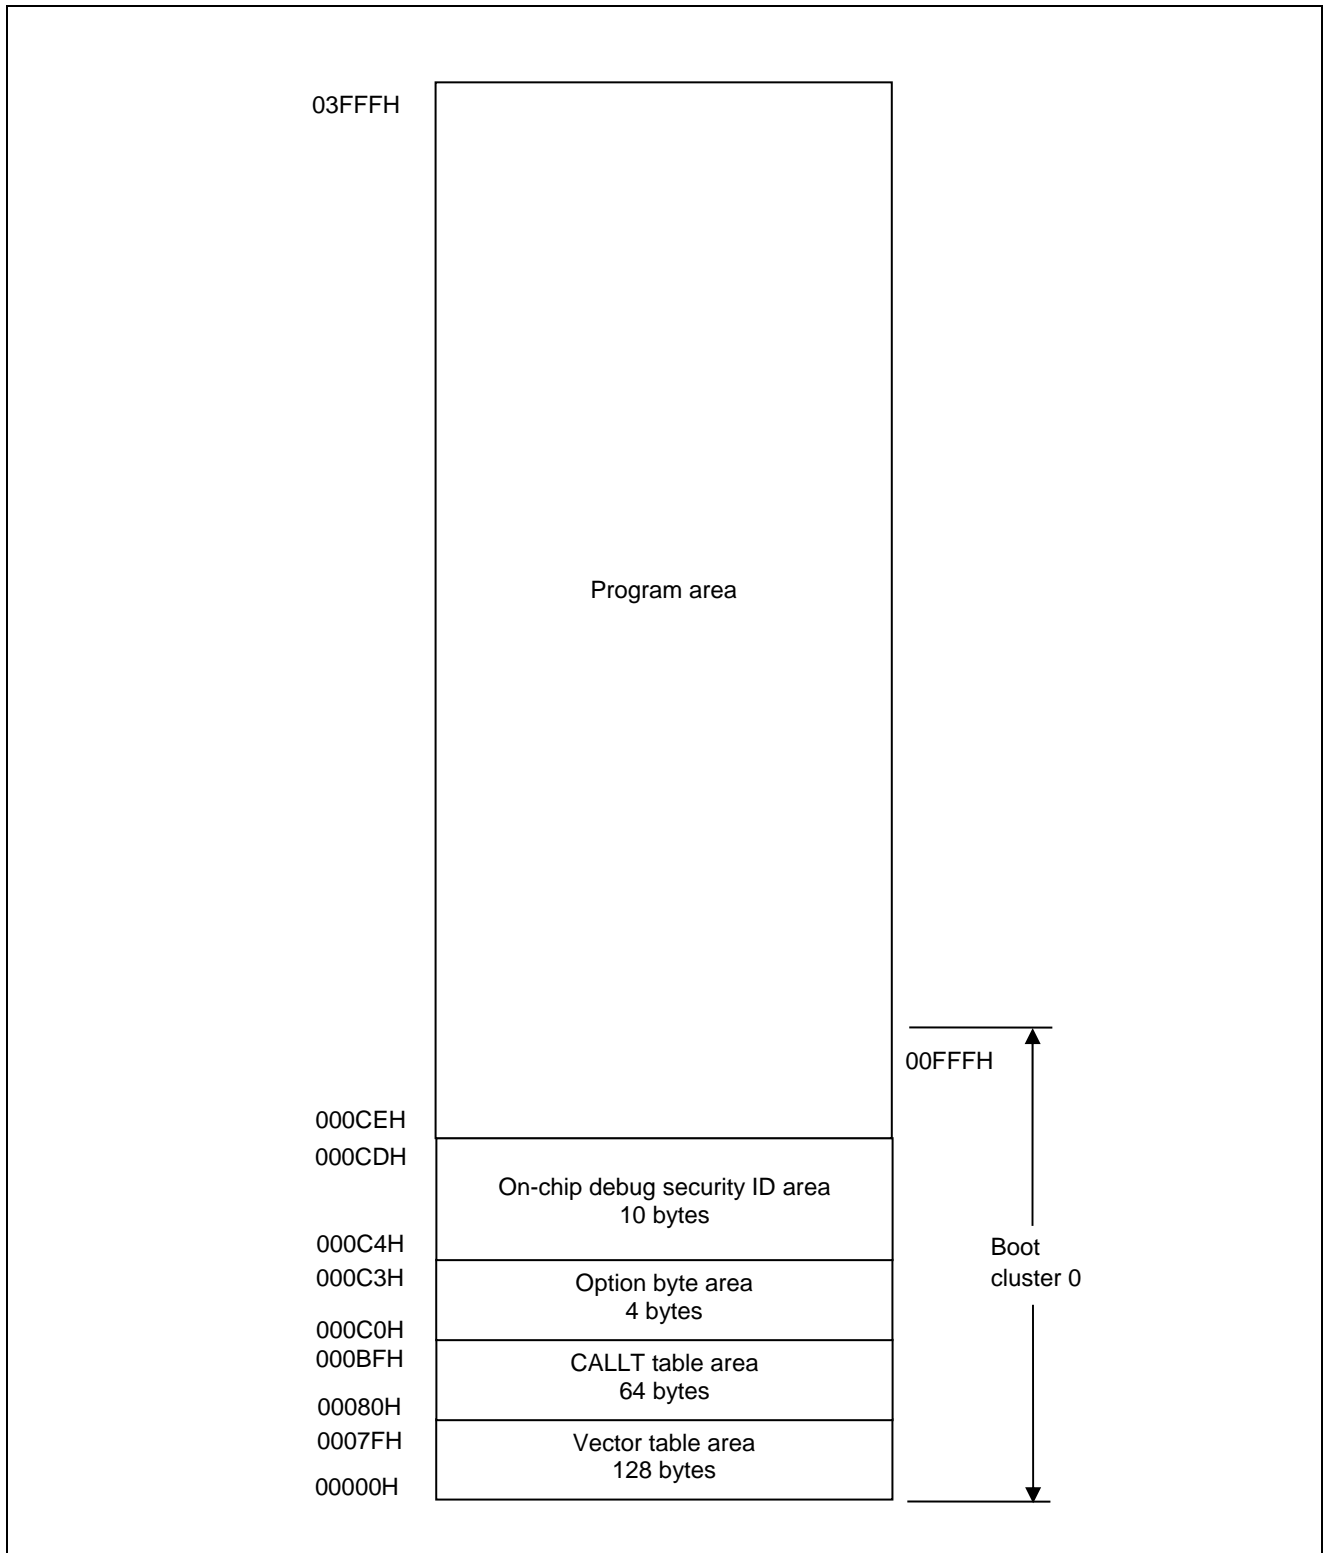 03FFFH
Program area
00FFFH
000CEH
000CDH
On-chip debug security ID area
10 bytes
000C4H
Boot
cluster 0
000C3H
Option byte area
4 bytes
000C0H
000BFH
CALLT table area
64 bytes
00080H
0007FH
Vector table area
128 bytes
00000H